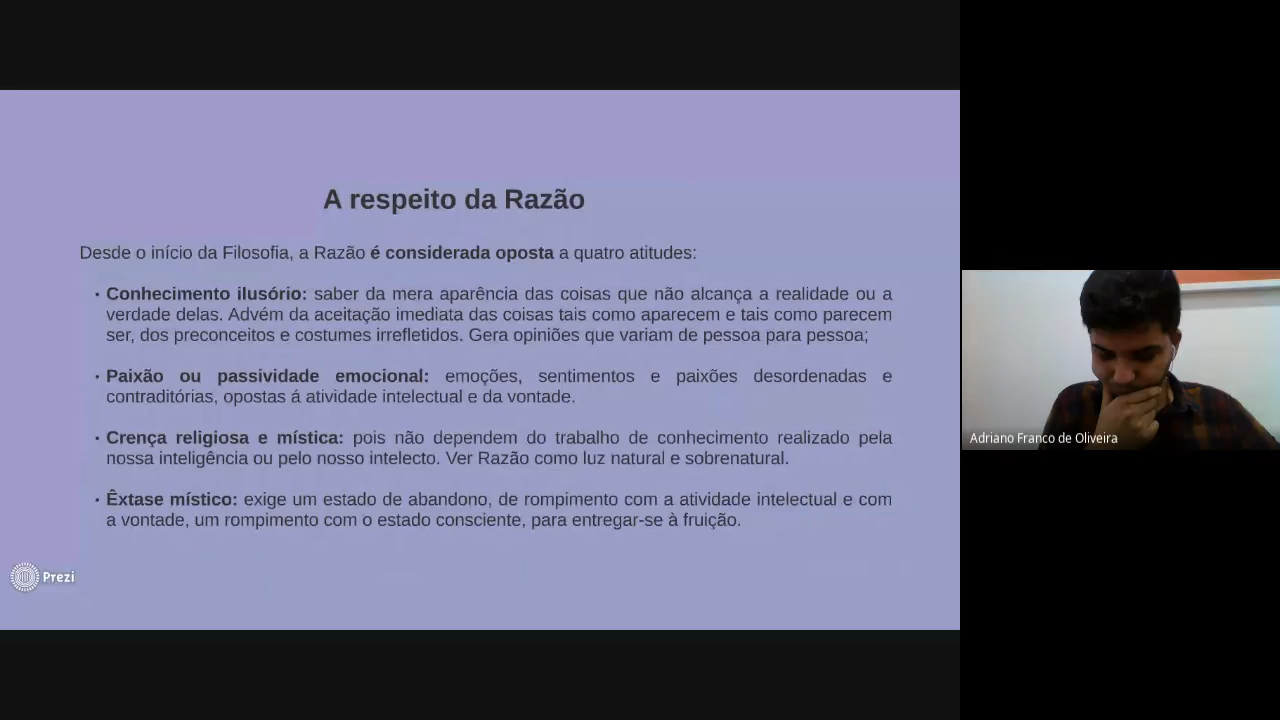 A respeito da Razão
Desde o início da Filosofia, a Razão é considerada oposta a quatro atitudes:
• Conhecimento ilusório: saber da mera aparência das coisas que não alcança a realidade ou a
verdade delas. Advém da aceitação imediata das coisas tais como aparecem e tais como parecem
ser, dos preconceitos e costumes irrefletidos. Gera opiniões que variam de pessoa para pessoa;
• Paixão ou passividade emocional: emoções, sentimentos e paixões desordenadas e
contraditórias, opostas á atividade intelectual e da vontade.
• Crença religiosa e mística: pois não dependem do trabalho de conhecimento realizado pela
nossa inteligência ou pelo nosso intelecto. Ver Razão como luz natural e sobrenatural.
• Êxtase místico: exige um estado de abandono, de rompimento com a atividade intelectual e com
a vontade, um rompimento com o estado consciente, para entregar-se à fruição.
Prezi
Adriano Franco de Oliveira